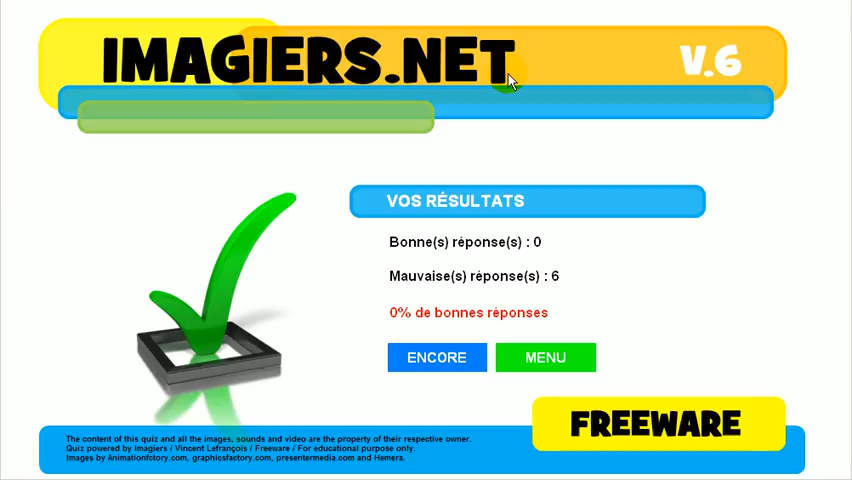 IMAGIERS.NET
V.6
VOS RÉSULTATS
Bonne(s) réponse(s) : 0
Mauvaise(s) réponse(s) : 6
0% de bonnes réponses
ENCORE
MENU
FREEWARE
The content of this quiz and all the images, sounds and video are the property of their respective owner.
Quiz powered by Imagiers / Vincent Lefrançois / Freeware / For educational purpose only.
Images by Animationfctory.com, graphicsfactory.com, presentermedia.com and Hemera.